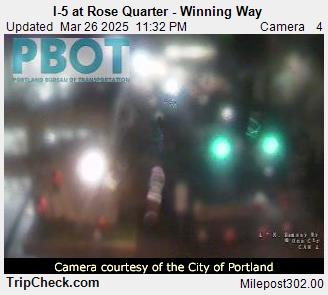 I-5 at Rose Quarter - Winning Way
Updated Mar 26 2025 11:32 PM Camera 4
PBOT
PORTLAND BUREAU OF TRANSPORTATION
Camera courtesy of the City of Portland
TripCheck.com Milepost302.00